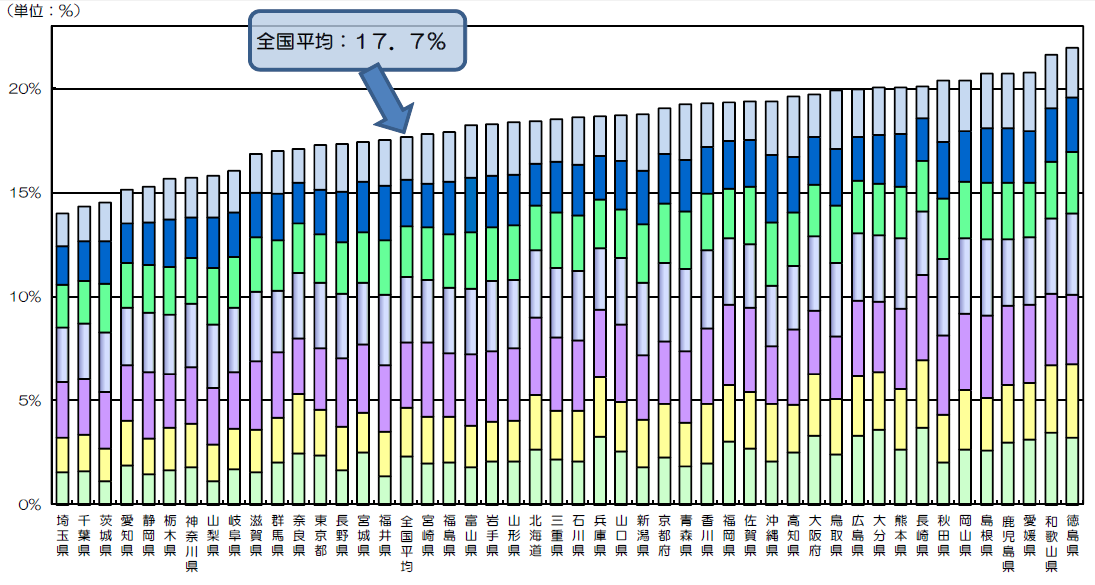 （単位：％）
全国平均：１７．７％
20%
15%
10%
5%
0%
埼玉県
千葉県
茨城県
愛知県
静岡県
栃木県
神奈川県
山梨県
岐阜県
滋賀県
群馬県
奈良県
東京都
長野県
宮城県
福井県
全国平均
宮崎県
福島県
富山県
岩手県
山形県
北海道
三重県
石川県
兵庫県
山口県
新潟県
京都府
青森県
香川県
福岡県
佐賀県
沖縄県
高知県
大阪府
鳥取県
広島県
大分県
熊本県
長崎県
秋田県
岡山県
島根県
鹿児島県
愛媛県
和歌山県
徳島県